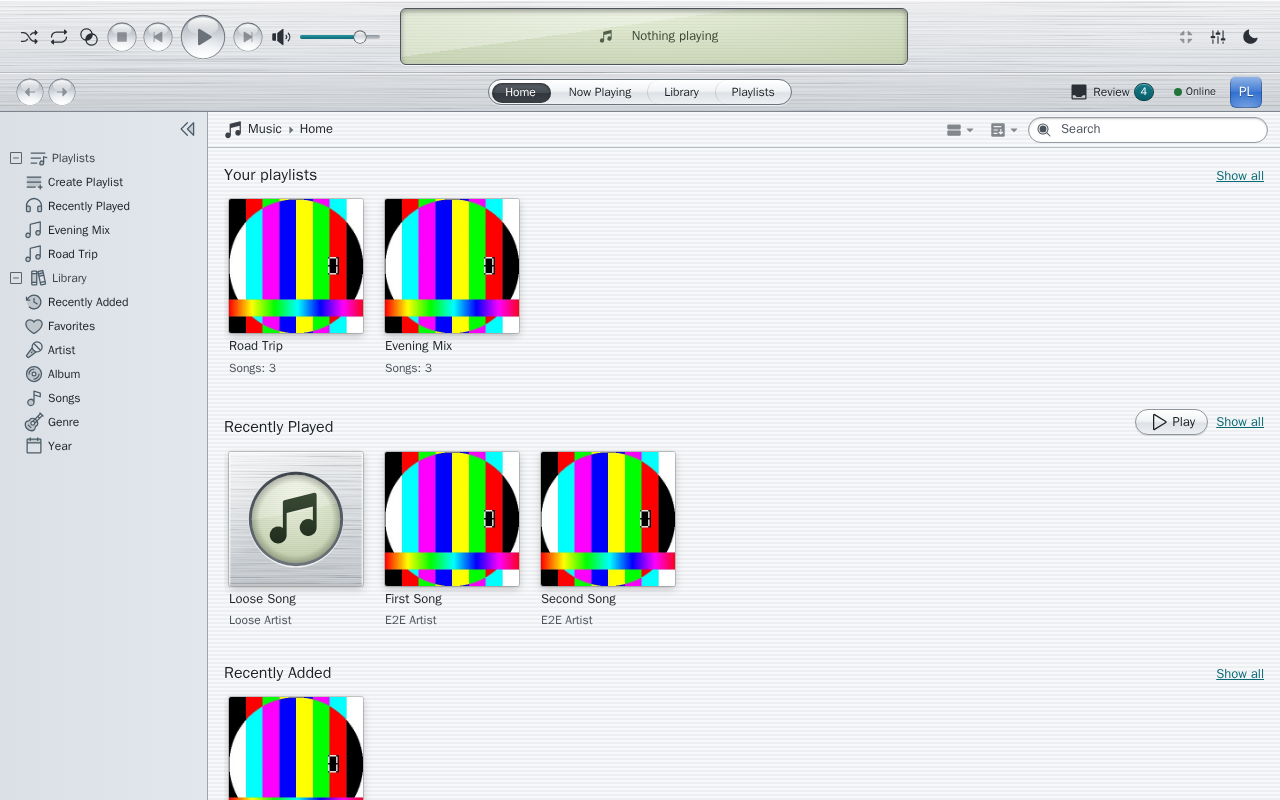 Nothing playing
Home
Now Playing
Library
Playlists
Review 4
Online
PL
Music
Home
Search
Playlists
Create Playlist
Recently Played
Evening Mix
Road Trip
Library
Recently Added
Favorites
Artist
Album
Songs
Genre
Year
Your playlists
Show all
Road Trip
Songs: 3
Evening Mix
Songs: 3
Recently Played
Play
Show all
Loose Song
Loose Artist
First Song
E2E Artist
Second Song
E2E Artist
Recently Added
Show all